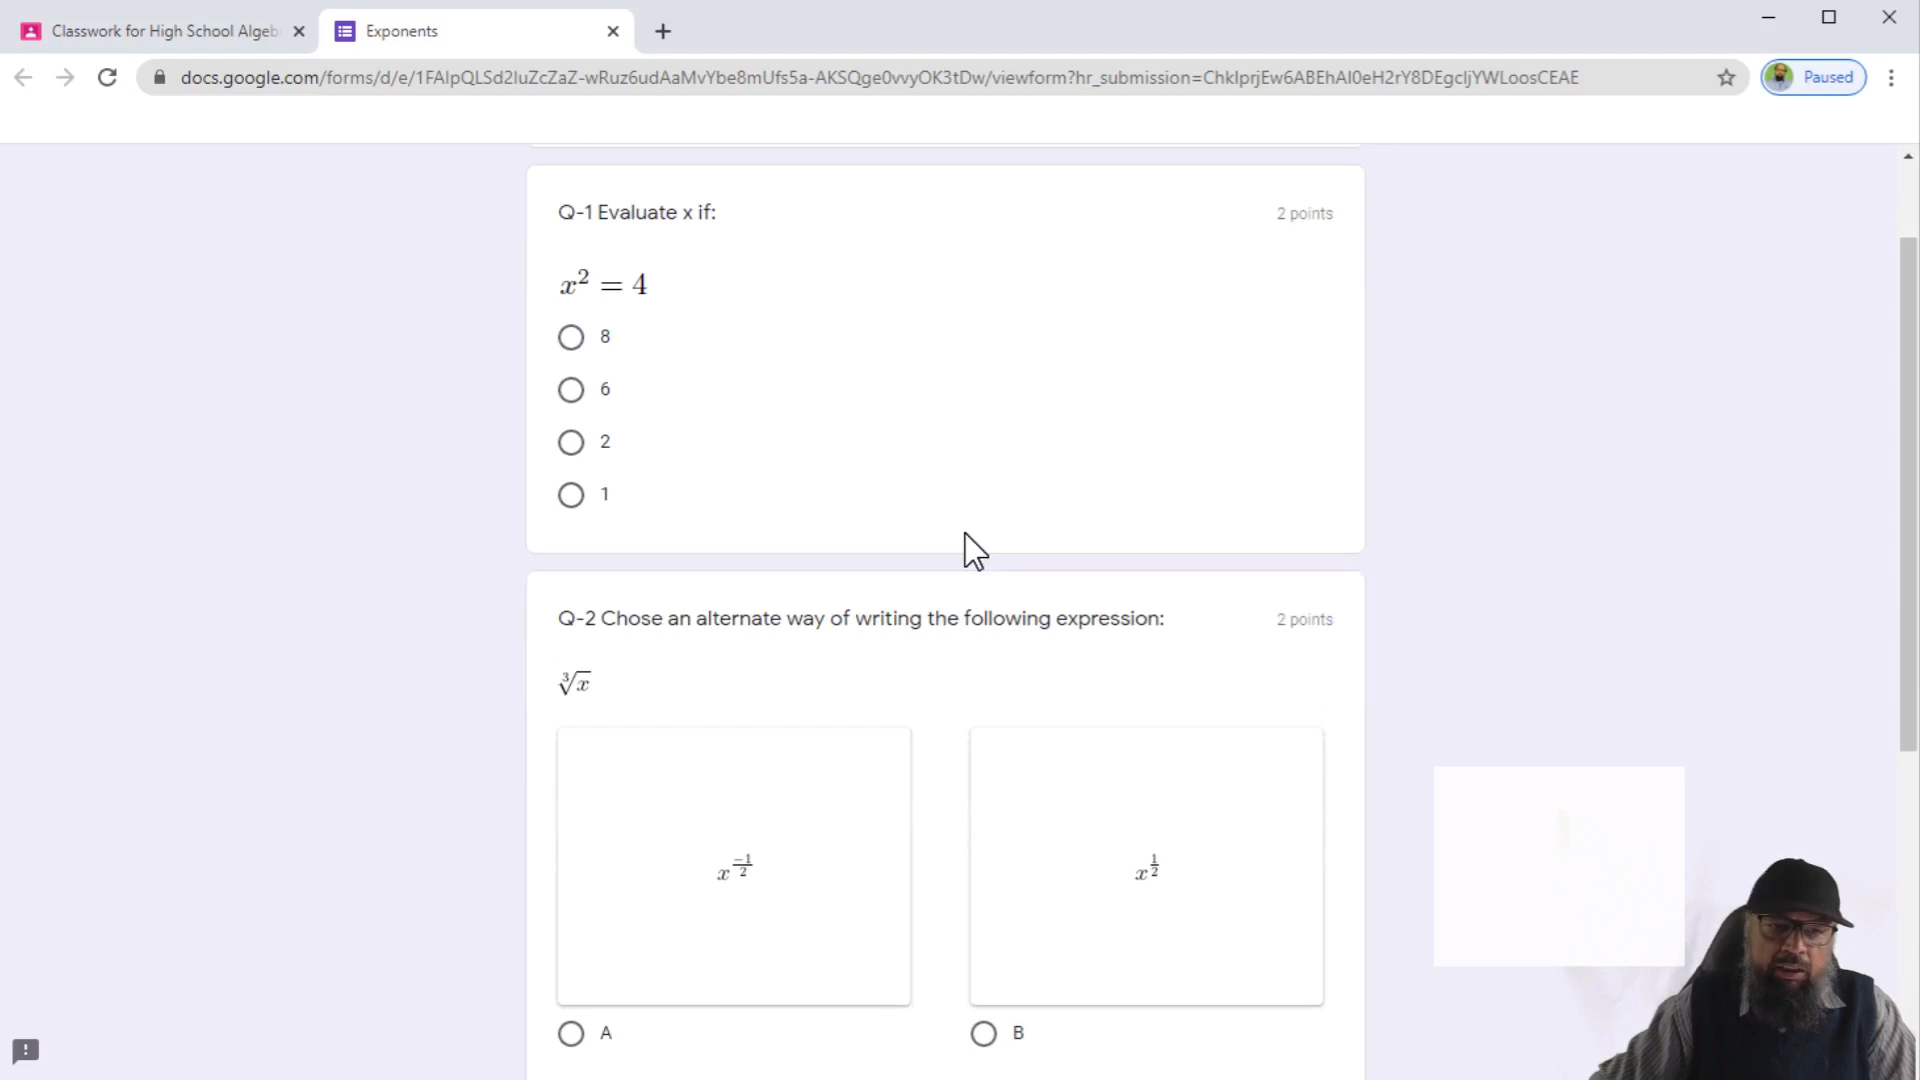 Classwork for High School Algeb
Exponents
docs.google.com/forms/d/e/1FAIpQLSd2luZcZaZ-wRuz6udAaMvYbe8mUfs5a-AKSQge0vvyOK3tDw/viewform?hr_submission=ChkIprjEw6ABEhAI0eH2rY8DEgcIjYWLoosCEAE
Paused
Q-1 Evaluate x if:
2 points
x² = 4
8
6
2
1
Q-2 Chose an alternate way of writing the following expression:
2 points
∛x
x^(-1/2)
x^(1/2)
A
B